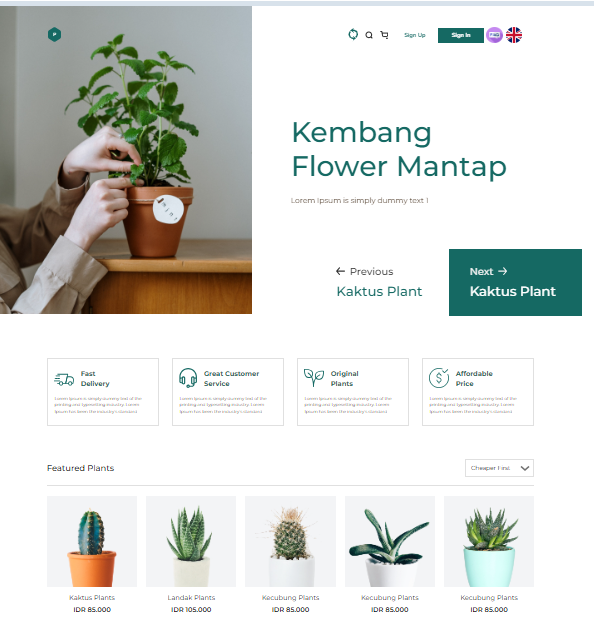 P
Sign Up
Sign In
Kembang
Flower Mantap
Lorem Ipsum is simply dummy text I
Previous
Kaktus Plant
Next
Kaktus Plant
Fast
Delivery
Lorem Ipsum is simply dummy text of the
printing and typesetting industry. Lorem
Ipsum has been the industry's standard
Great Customer
Service
Lorem Ipsum is simply dummy text of the
printing and typesetting industry. Lorem
Ipsum has been the industry's standard
Original
Plants
Lorem Ipsum is simply dummy text of the
printing and typesetting industry. Lorem
Ipsum has been the industry's standard
Affordable
Price
Lorem Ipsum is simply dummy text of the
printing and typesetting industry. Lorem
Ipsum has been the industry's standard
Featured Plants
Cheaper First
Kaktus Plants
IDR 85.000
Landak Plants
IDR 105.000
Kecubung Plants
IDR 85.000
Kecubung Plants
IDR 85.000
Kecubung Plants
IDR 85.000